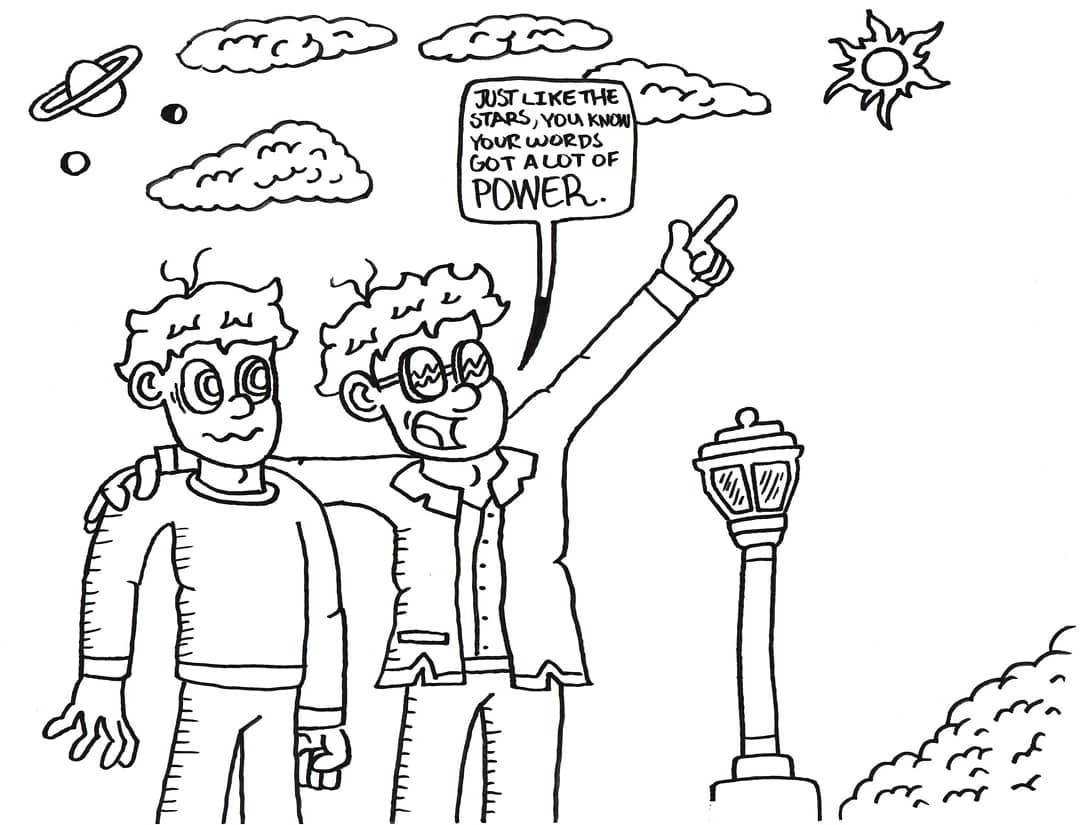 JUST LIKE THE
STARS, YOU KNOW
YOUR WORDS
GOT A LOT OF
POWER.